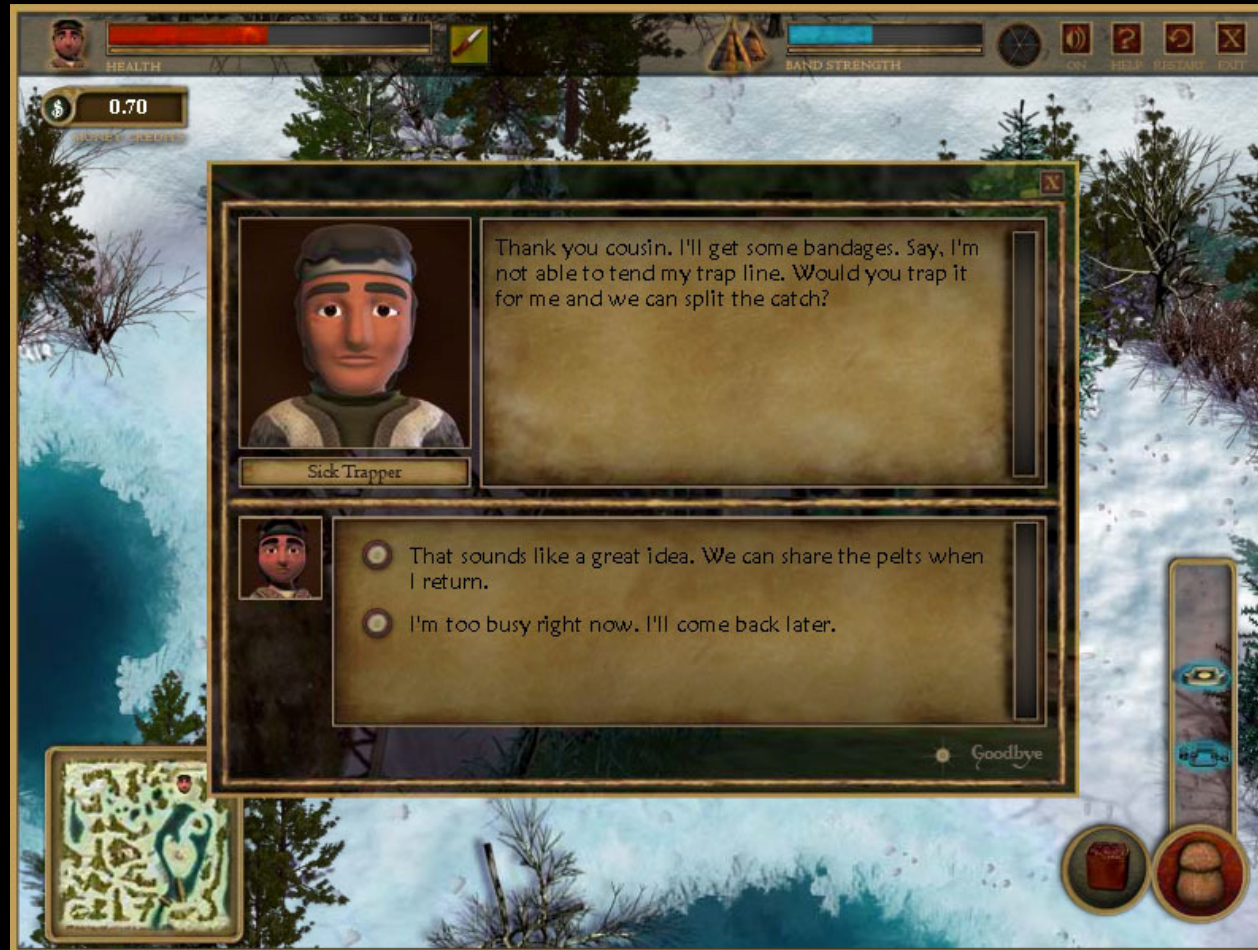 HEALTH
BAND STRENGTH
ON HELP RESTART EXIT
$ 0.70
MONEY CREDITS
X
Thank you cousin. I'll get some bandages. Say, I'm
not able to tend my trap line. Would you trap it
for me and we can split the catch?
Sick Trapper
That sounds like a great idea. We can share the pelts when
I return.
I'm too busy right now. I'll come back later.
Goodbye